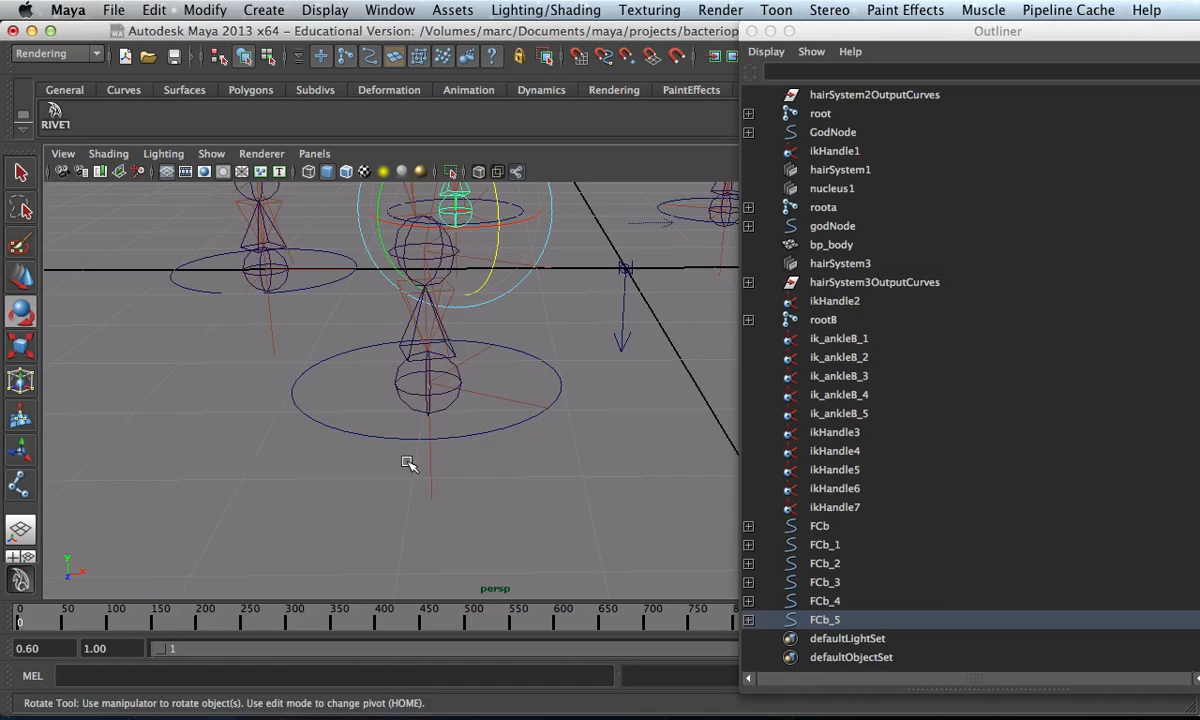 Maya File Edit Modify Create Display Window Assets Lighting/Shading Texturing Render Toon Stereo Paint Effects Muscle Pipeline Cache Help
Autodesk Maya 2013 x64 - Educational Version: /Volumes/marc/Documents/maya/projects/bacteriop
Outliner
Rendering
Display Show Help
General Curves Surfaces Polygons Subdivs Deformation Animation Dynamics Rendering PaintEffects
RIVET
View Shading Lighting Show Renderer Panels
hairSystem2OutputCurves
root
GodNode
ikHandle1
hairSystem1
nucleus1
roota
godNode
bp_body
hairSystem3
hairSystem3OutputCurves
ikHandle2
rootB
ik_ankleB_1
ik_ankleB_2
ik_ankleB_3
ik_ankleB_4
ik_ankleB_5
ikHandle3
ikHandle4
ikHandle5
ikHandle6
ikHandle7
FCb
FCb_1
FCb_2
FCb_3
FCb_4
FCb_5
defaultLightSet
defaultObjectSet
y
x
z
persp
0 50 100 150 200 250 300 350 400 450 500 550 600 650 700 750
0
0.60 1.00 1
MEL
Rotate Tool: Use manipulator to rotate object(s). Use edit mode to change pivot (HOME).